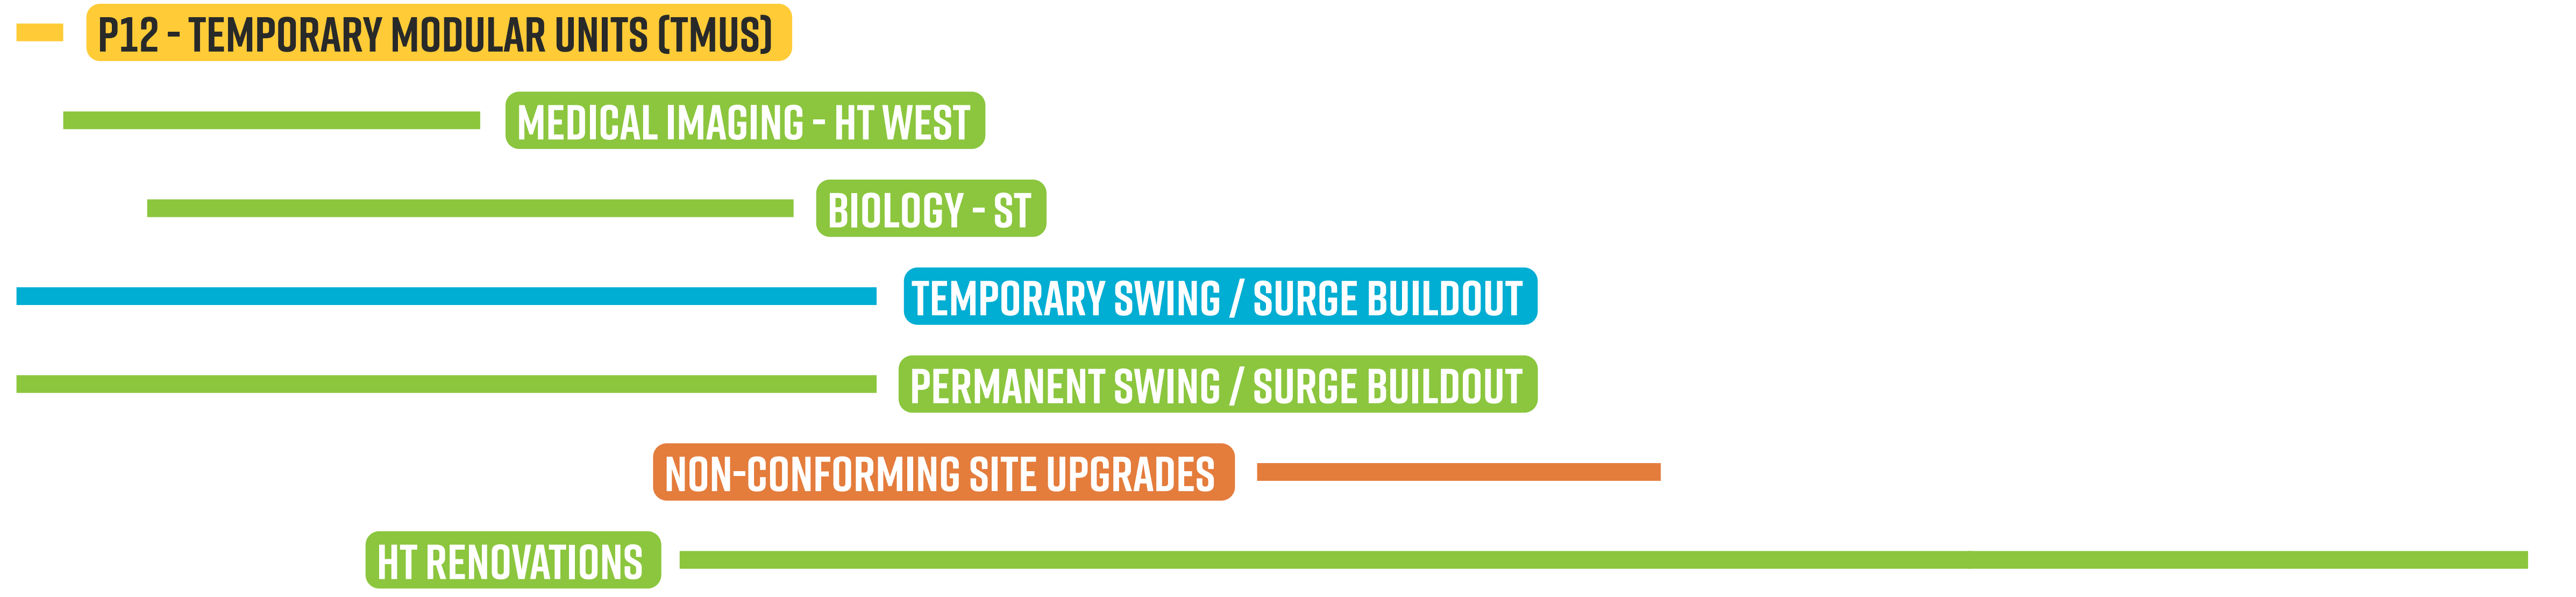 P12 - TEMPORARY MODULAR UNITS (TMUS)
MEDICAL IMAGING - HT WEST
BIOLOGY - ST
TEMPORARY SWING / SURGE BUILDOUT
PERMANENT SWING / SURGE BUILDOUT
NON-CONFORMING SITE UPGRADES
HT RENOVATIONS